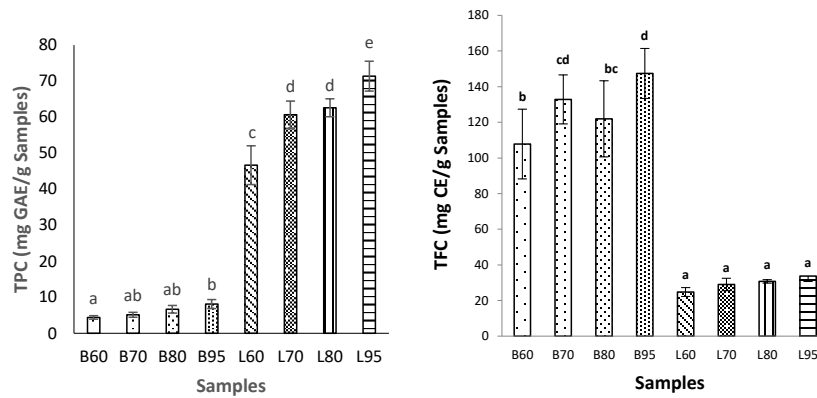 80
70
60
50
40
30
20
10
0
TPC (mg GAE/g Samples)
a
ab
ab
b
c
d
d
e
B60 B70 B80 B95 L60 L70 L80 L95
Samples
180
160
140
120
100
80
60
40
20
0
TFC (mg CE/g Samples)
b
cd
bc
d
a
a
a
a
B60 B70 B80 B95 L60 L70 L80 L95
Samples